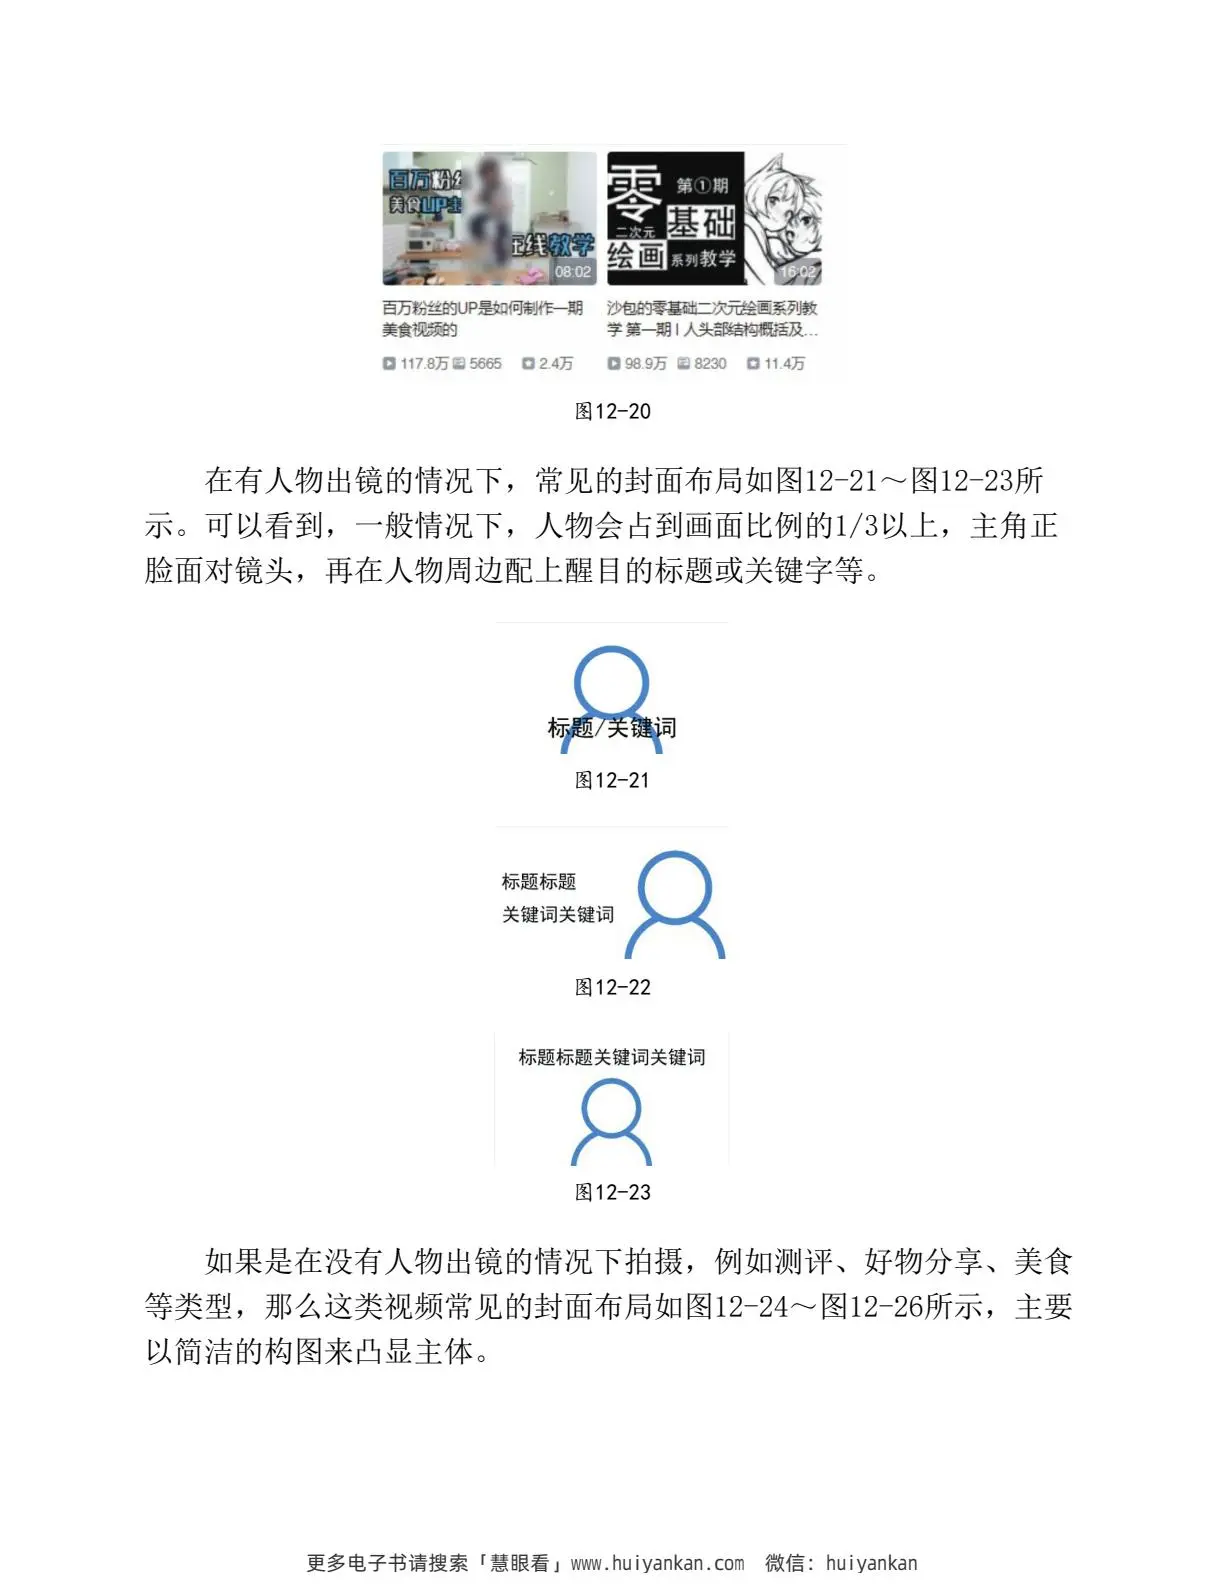 百万粉丝
美食UP主
在线教学
08:02
零
第①期
基础
二次元
绘画
系列教学
16:02
百万粉丝的UP是如何制作一期
美食视频的
沙包的零基础二次元绘画系列教
学 第一期 | 人头部结构概括及...
117.8万 5665 2.4万
98.9万 8230 11.4万
图12-20
在有人物出镜的情况下，常见的封面布局如图12-21～图12-23所
示。可以看到，一般情况下，人物会占到画面比例的1/3以上，主角正
脸面对镜头，再在人物周边配上醒目的标题或关键字等。
标题/关键词
图12-21
标题标题
关键词关键词
图12-22
标题标题关键词关键词
图12-23
如果是在没有人物出镜的情况下拍摄，例如测评、好物分享、美食
等类型，那么这类视频常见的封面布局如图12-24～图12-26所示，主要
以简洁的构图来凸显主体。
更多电子书请搜索「慧眼看」www.huiyankan.com 微信：huiyankan